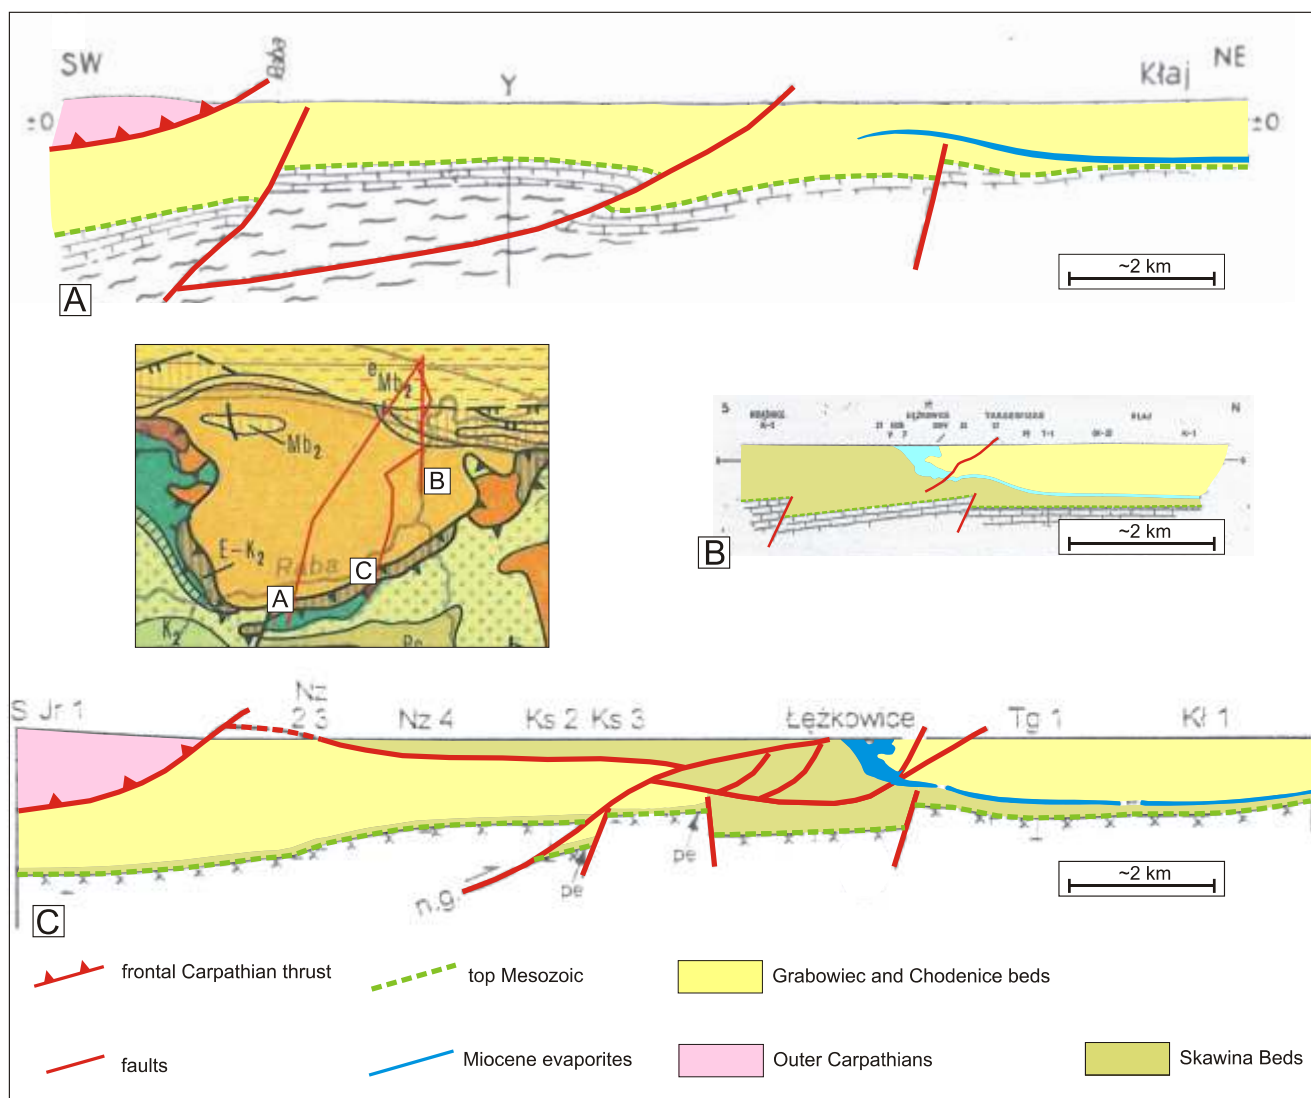 SW
Raba
Y
Kłaj
NE
±0
±0
~2 km
A
eMb2
Mb2
B
E–K2
Raba
C
A
K2
S
N
ŁĘŻKOWICE
KŁAJ
~2 km
B
S Jr 1
Nz
2 3
Nz 4
Ks 2 Ks 3
Łężkowice
Tg 1
Kł 1
pe
pe
n.g.
~2 km
C
frontal Carpathian thrust
top Mesozoic
Grabowiec and Chodenice beds
faults
Miocene evaporites
Outer Carpathians
Skawina Beds